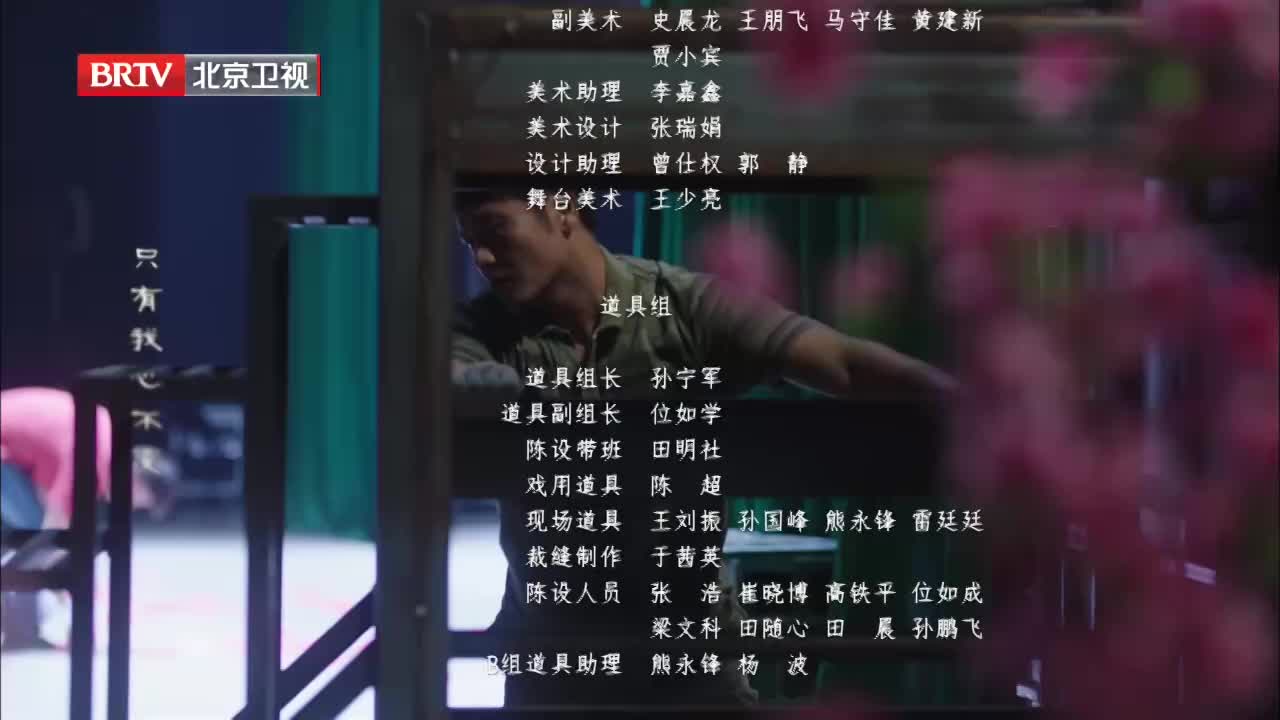 副美术 史晨龙 王朋飞 马守佳 黄建新
贾小宾
BRTV 北京卫视
美术助理 李嘉鑫
美术设计 张瑞娟
设计助理 曾仕权 郭 静
舞台美术 王少亮
只有我心不
道具组
道具组长 孙宁军
道具副组长 位如学
陈设带班 田明社
戏用道具 陈 超
现场道具 王刘振 孙国峰 熊永锋 雷廷廷
裁缝制作 于茜英
陈设人员 张 浩 崔晓博 高铁平 位如成
梁文科 田随心 田 晨 孙鹏飞
B组道具助理 熊永锋 杨 波